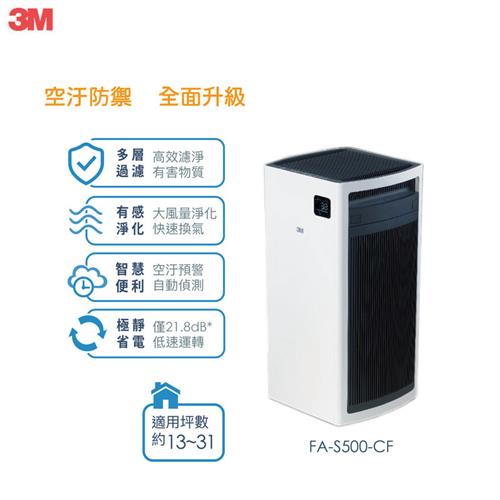 3M
空汙防禦 全面升級
多層 高效濾淨
過濾 有害物質
有感 大風量淨化
淨化 快速換氣
智慧 空汙預警
便利 自動偵測
極靜 僅21.8dB*
省電 低速運轉
適用坪數
約13~31
3M
FA-S500-CF